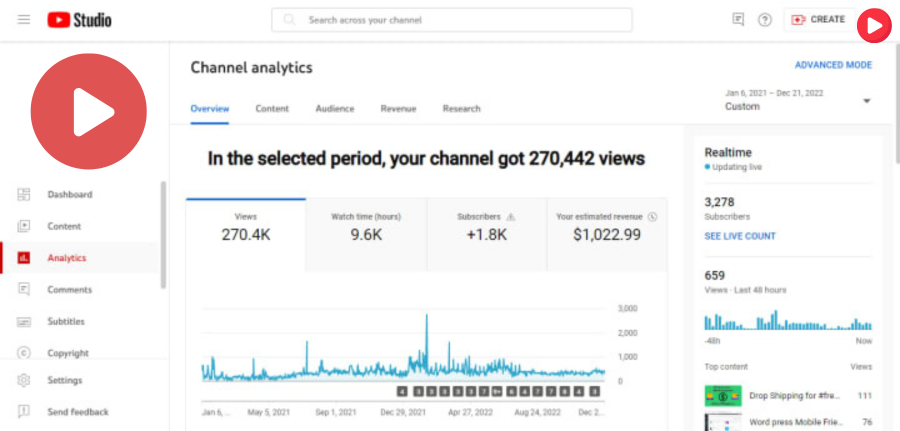 Studio
Search across your channel
CREATE
Channel analytics
ADVANCED MODE
Jan 6, 2021 – Dec 21, 2022
Custom
Overview
Content
Audience
Revenue
Research
In the selected period, your channel got 270,442 views
Views
270.4K
Watch time (hours)
9.6K
Subscribers
+1.8K
Your estimated revenue
$1,022.99
3,000
2,000
1,000
0
Jan 6, ...
May 5, 2021
Sep 1, 2021
Dec 29, 2021
Apr 27, 2022
Aug 24, 2022
Dec 2...
Dashboard
Content
Analytics
Comments
Subtitles
Copyright
Settings
Send feedback
Realtime
Updating live
3,278
Subscribers
SEE LIVE COUNT
659
Views · Last 48 hours
-48h
Now
Top content
Views
Drop Shipping for #fre...
111
Word press Mobile Frie...
76